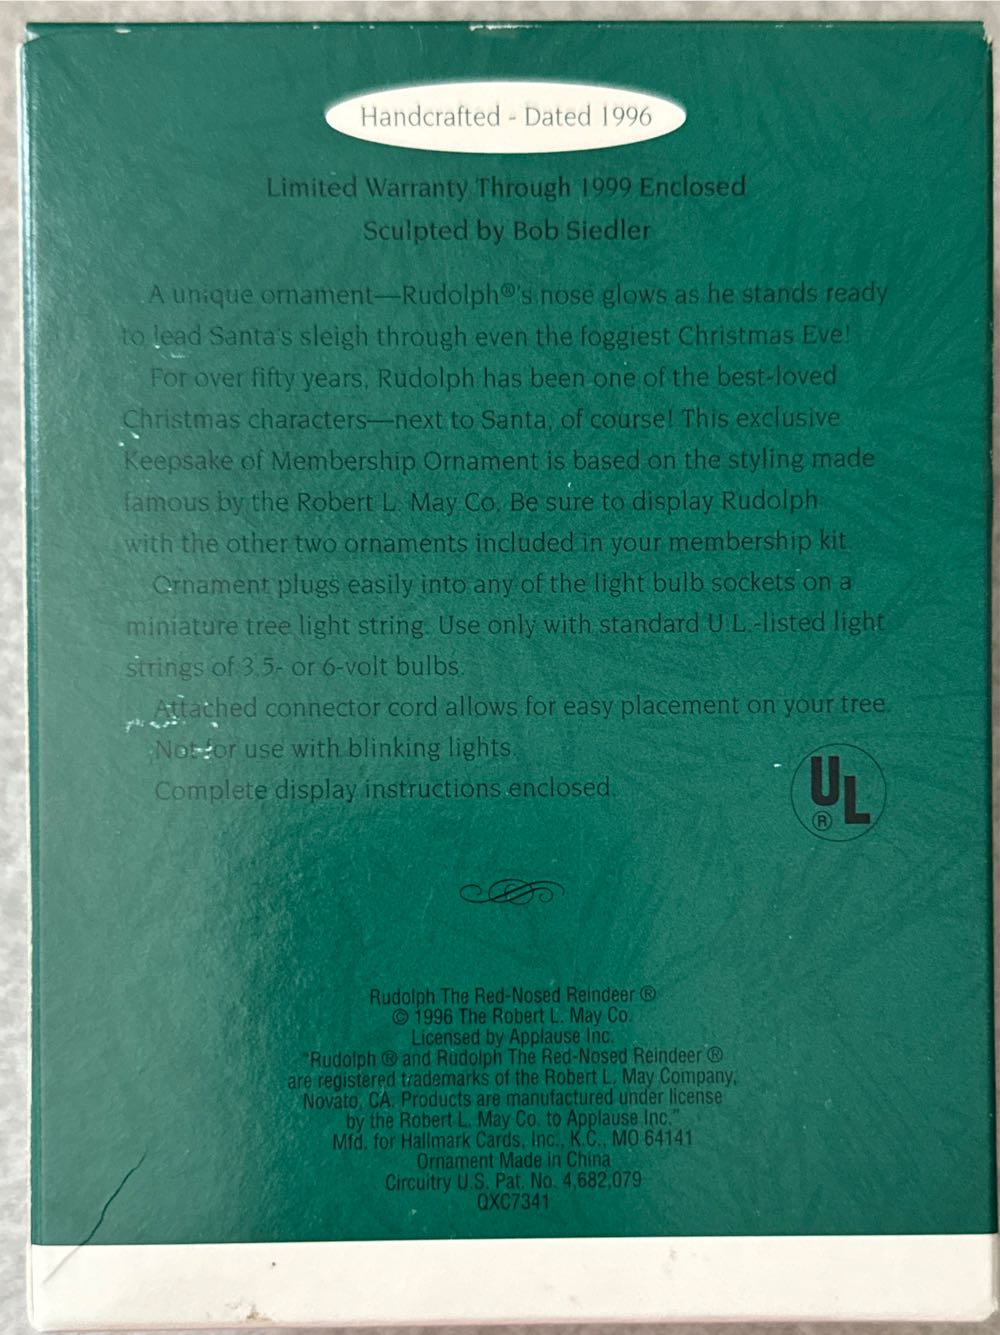 Handcrafted - Dated 1996
Limited Warranty Through 1999 Enclosed
Sculpted by Bob Siedler
A unique ornament—Rudolph®'s nose glows as he stands ready
to lead Santa's sleigh through even the foggiest Christmas Eve!
For over fifty years, Rudolph has been one of the best-loved
Christmas characters—next to Santa, of course! This exclusive
Keepsake of Membership Ornament is based on the styling made
famous by the Robert L. May Co. Be sure to display Rudolph
with the other two ornaments included in your membership kit.
Ornament plugs easily into any of the light bulb sockets on a
miniature tree light string. Use only with standard U.L.-listed light
strings of 3.5- or 6-volt bulbs.
Attached connector cord allows for easy placement on your tree.
Not for use with blinking lights.
Complete display instructions enclosed.
UL
®
Rudolph The Red-Nosed Reindeer ®
© 1996 The Robert L. May Co.
Licensed by Applause Inc.
"Rudolph ® and Rudolph The Red-Nosed Reindeer ®
are registered trademarks of the Robert L. May Company,
Novato, CA. Products are manufactured under license
by the Robert L. May Co. to Applause Inc."
Mfd. for Hallmark Cards, Inc., K.C., MO 64141
Ornament Made in China
Circuitry U.S. Pat. No. 4,682,079
QXC7341